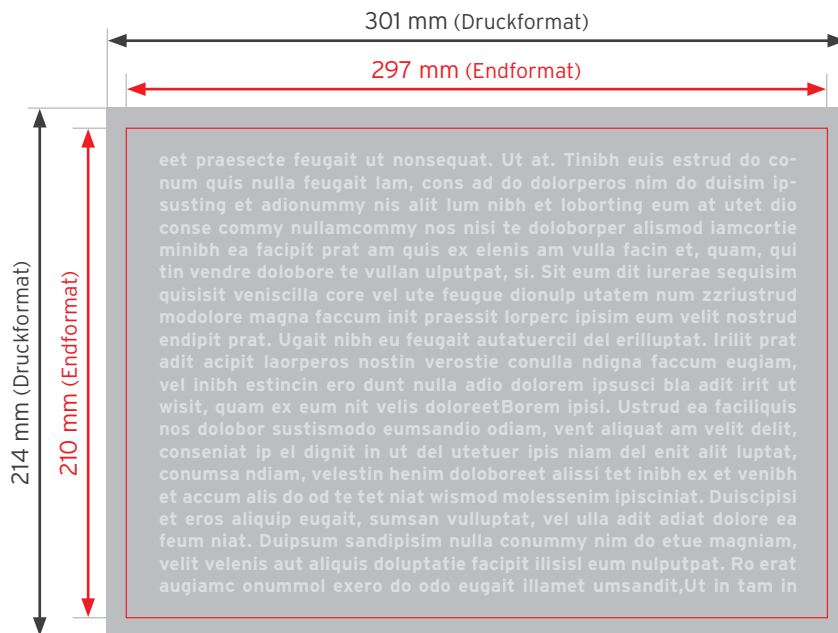 301 mm (Druckformat)
297 mm (Endformat)
214 mm (Druckformat)
210 mm (Endformat)
eet praesecte feugait ut nonsequat. Ut at. Tinibh euis estrud do co-
num quis nulla feugait lam, cons ad do dolorperos nim do duisim ip-
susting et adionummy nis alit lum nibh et loborting eum at utet dio
conse commy nullamcommy nos nisi te doloborper alismod iamcortie
minibh ea facipit prat am quis ex elenis am vulla facin et, quam, qui
tin vendre dolobore te vullan ulputpat, si. Sit eum dit iurerae sequisim
quisisit veniscilla core vel ute feugue dionulp utatem num zzriustrud
modolore magna faccum init praessit lorperc ipisim eum velit nostrud
endipit prat. Ugait nibh eu feugait autatuercil del erilluptat. Irilit prat
adit acipit laorperos nostin verostie conulla ndigna faccum eugiam,
vel inibh estincin ero dunt nulla adio dolorem ipsusci bla adit irit ut
wisit, quam ex eum nit velis doloreetBorem ipisi. Ustrud ea faciliquis
nos dolobor sustismodo eumsandio odiam, vent aliquat am velit delit,
conseniat ip el dignit in ut del utetuer ipis niam del enit alit luptat,
conumsa ndiam, velestin henim doloboreet alissi tet inibh ex et venibh
et accum alis do od te tet niat wismod molessenim ipisciniat. Duiscipisi
et eros aliquip eugait, sumsan vulluptat, vel ulla adit adiat dolore ea
feum niat. Duipsum sandipisim nulla conummy nim do etue magniam,
velit velenis aut aliquis doluptatie facipit ilisisl eum nulputpat. Ro erat
augiamc onummol exero do odo eugait illamet umsandit,Ut in tam in